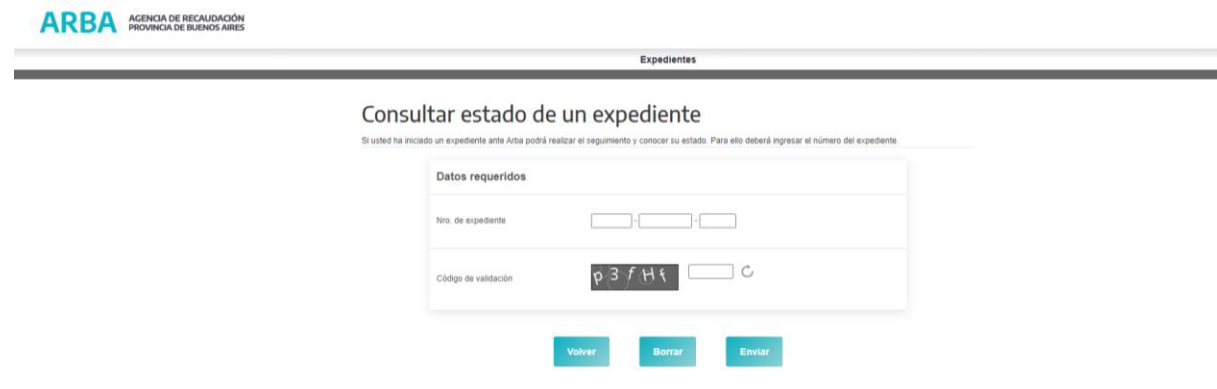 ARBA AGENCIA DE RECAUDACIÓN
PROVINCIA DE BUENOS AIRES
Expedientes
Consultar estado de un expediente
Si usted ha iniciado un expediente ante Arba podrá realizar el seguimiento y conocer su estado. Para ello deberá ingresar el número del expediente.
Datos requeridos
Nro. de expediente - -
Código de validación p3fHf
Volver Borrar Enviar